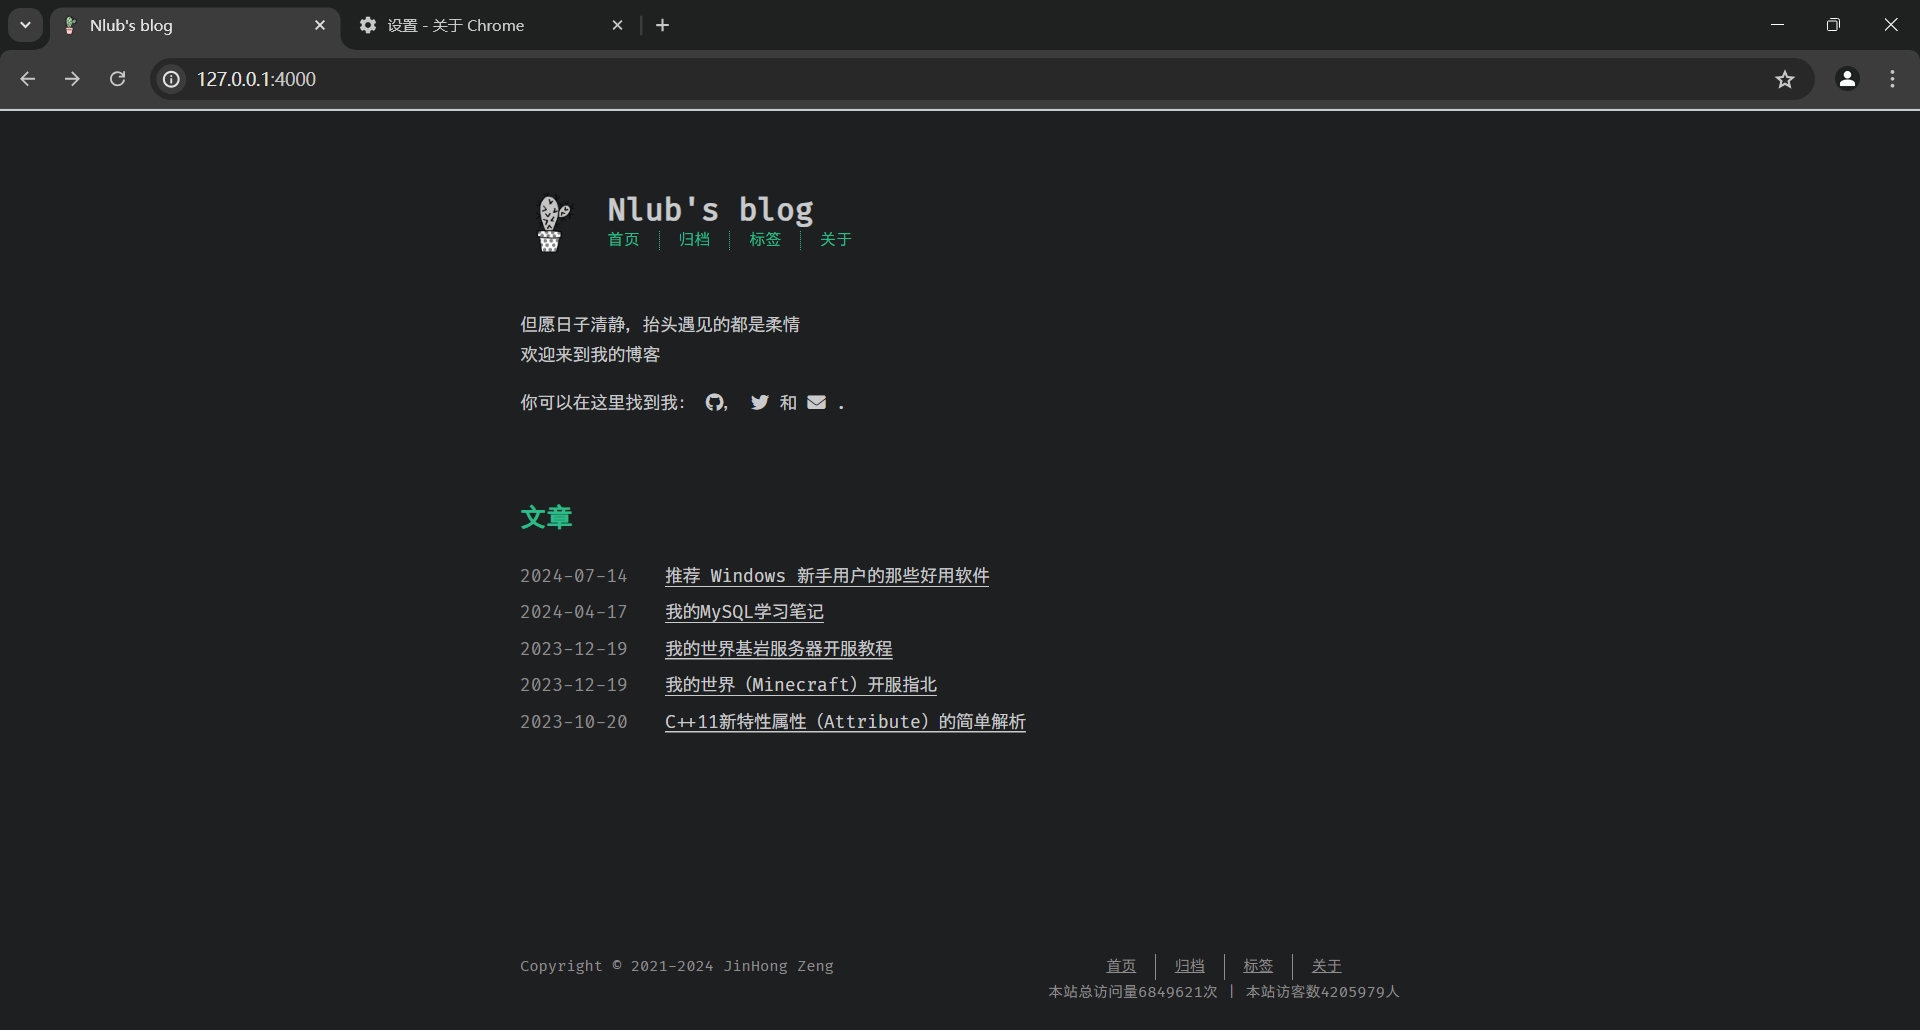 Nlub's blog
设置 - 关于 Chrome
127.0.0.1:4000
Nlub's blog
首页 归档 标签 关于
但愿日子清静，抬头遇见的都是柔情
欢迎来到我的博客
你可以在这里找到我： , 和 .
文章
2024-07-14 推荐 Windows 新手用户的那些好用软件
2024-04-17 我的MySQL学习笔记
2023-12-19 我的世界基岩服务器开服教程
2023-12-19 我的世界（Minecraft）开服指北
2023-10-20 C++11新特性属性（Attribute）的简单解析
Copyright © 2021-2024 JinHong Zeng
首页 归档 标签 关于
本站总访问量6849621次 | 本站访客数4205979人